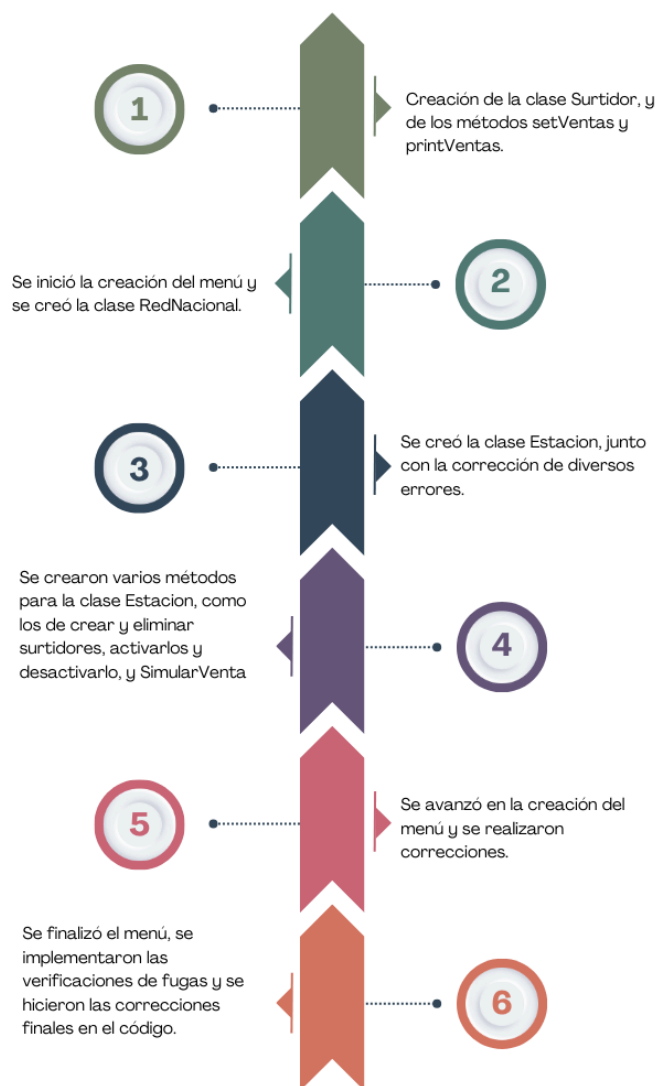 1
Creación de la clase Surtidor, y
de los métodos setVentas y
printVentas.
Se inició la creación del menú y
se creó la clase RedNacional.
2
3
Se creó la clase Estacion, junto
con la corrección de diversos
errores.
Se crearon varios métodos
para la clase Estacion, como
los de crear y eliminar
surtidores, activarlos y
desactivarlo, y SimularVenta
4
5
Se avanzó en la creación del
menú y se realizaron
correcciones.
Se finalizó el menú, se
implementaron las
verificaciones de fugas y se
hicieron las correcciones
finales en el código.
6